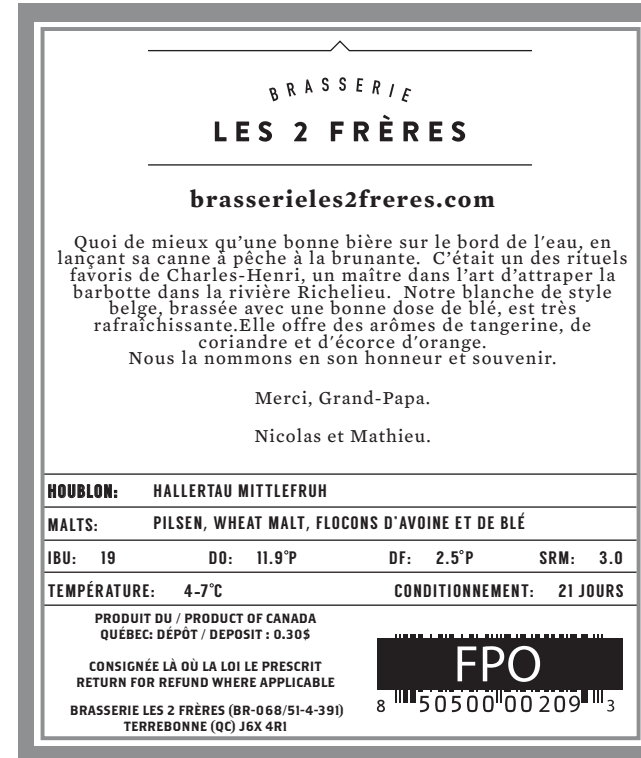 BRASSERIE
LES 2 FRÈRES
brasserieles2freres.com
Quoi de mieux qu’une bonne bière sur le bord de l'eau, en
lançant sa canne à pêche à la brunante. C’était un des rituels
favoris de Charles-Henri, un maître dans l’art d’attraper la
barbotte dans la rivière Richelieu. Notre blanche de style
belge, brassée avec une bonne dose de blé, est très
rafraîchissante.Elle offre des arômes de tangerine, de
coriandre et d'écorce d’orange.
Nous la nommons en son honneur et souvenir.
Merci, Grand-Papa.
Nicolas et Mathieu.
HOUBLON: HALLERTAU MITTLEFRUH
MALTS: PILSEN, WHEAT MALT, FLOCONS D'AVOINE ET DE BLÉ
IBU: 19 DO: 11.9°P DF: 2.5°P SRM: 3.0
TEMPÉRATURE: 4-7°C CONDITIONNEMENT: 21 JOURS
PRODUIT DU / PRODUCT OF CANADA
QUÉBEC: DÉPÔT / DEPOSIT : 0.30$
CONSIGNÉE LÀ OÙ LA LOI LE PRESCRIT
RETURN FOR REFUND WHERE APPLICABLE
BRASSERIE LES 2 FRÈRES (BR-068/51-4-391)
TERREBONNE (QC) J6X 4R1
FPO
8 50500 00209 3